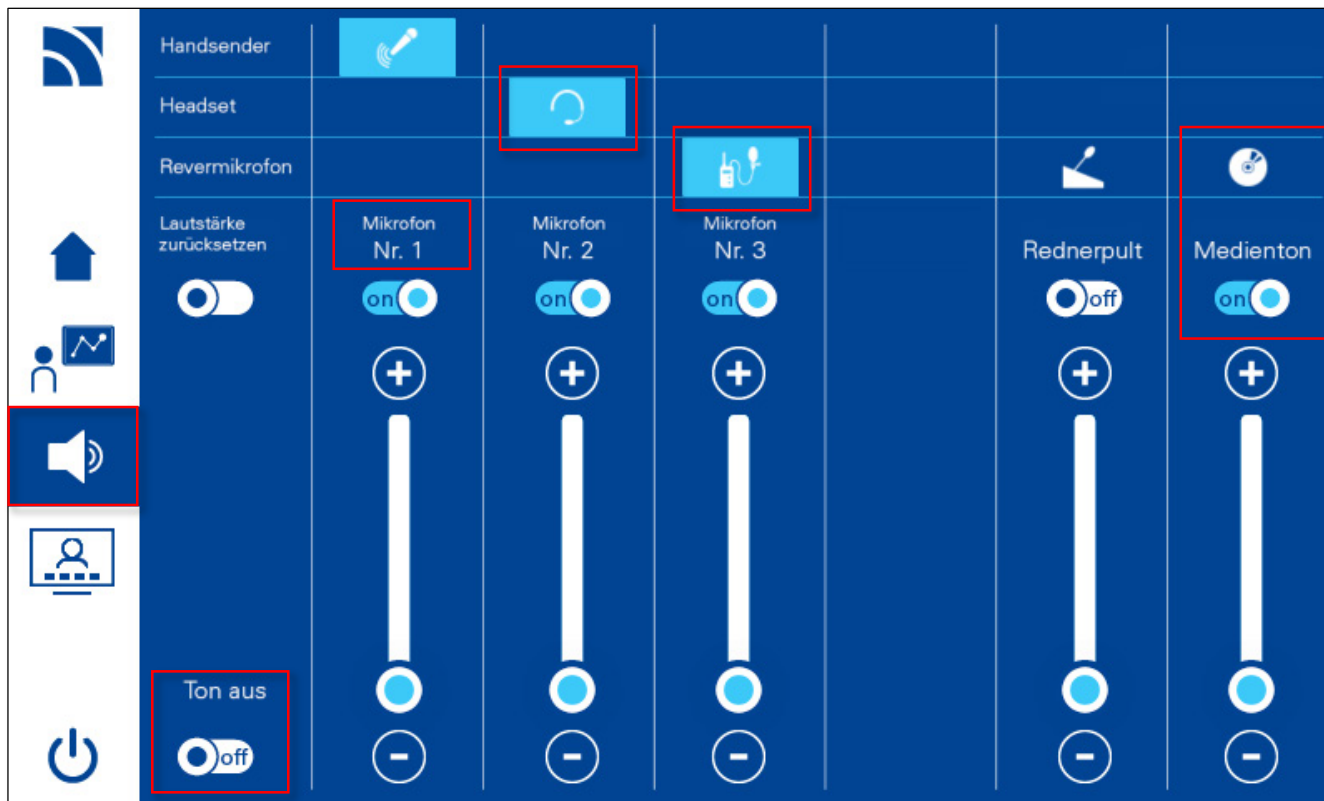 Handsender
Headset
Revermikrofon
Lautstärke
zurücksetzen
Mikrofon
Nr. 1
on
Mikrofon
Nr. 2
on
Mikrofon
Nr. 3
on
Rednerpult
off
Medienton
on
Ton aus
off